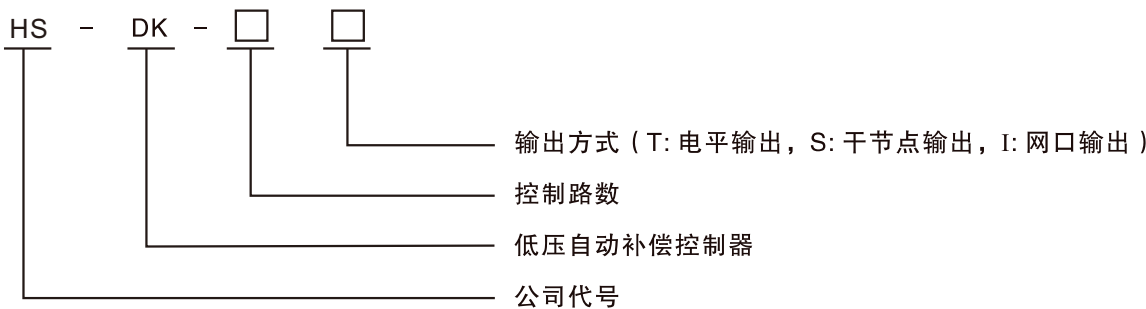 HS - DK - □ □
输出方式（T: 电平输出，S: 干节点输出，I: 网口输出）
控制路数
低压自动补偿控制器
公司代号